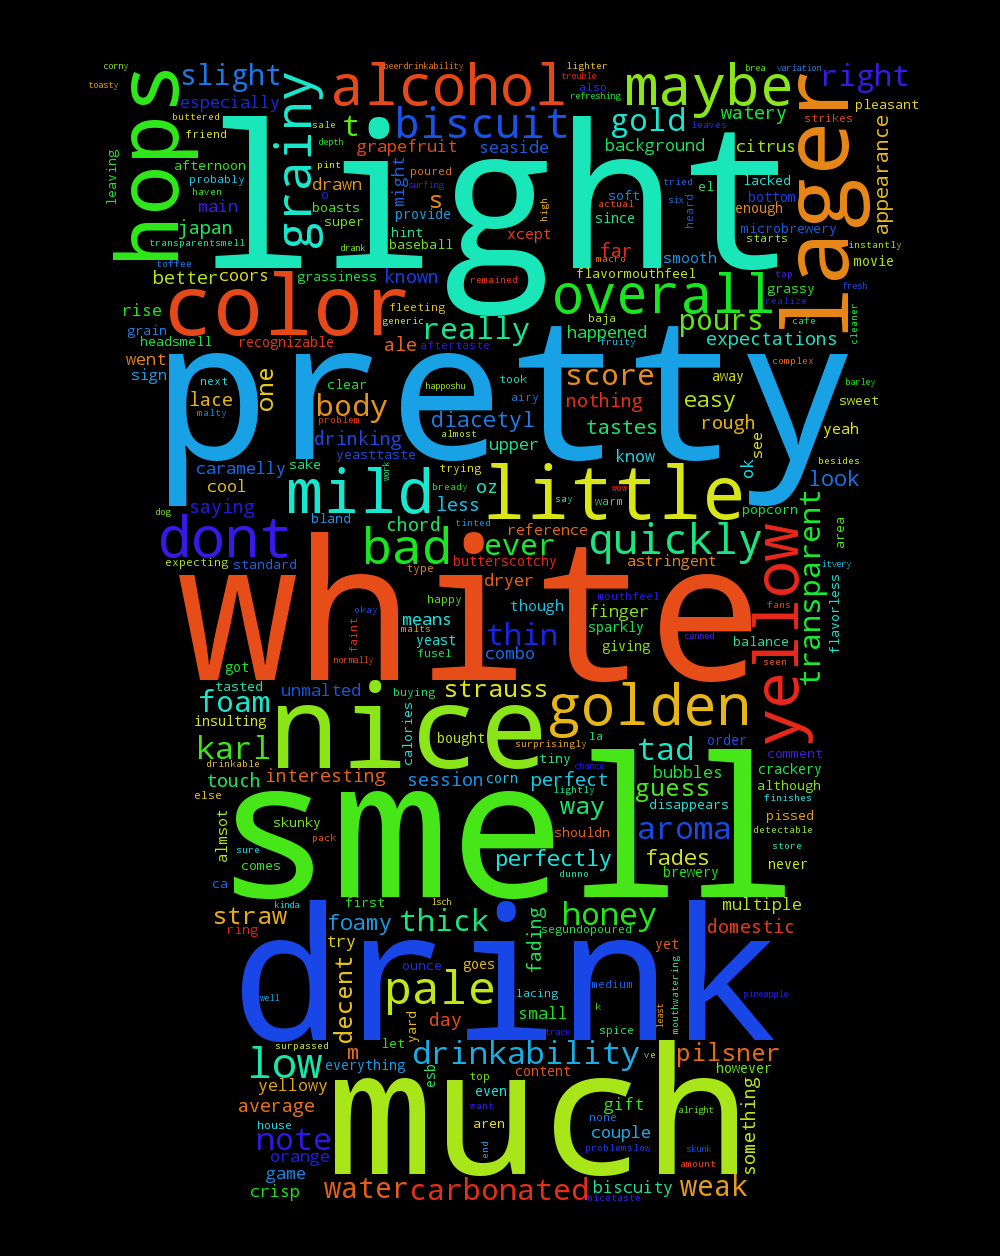 corny
beerdrinkability
lighter
brea
variation
toasty
slight
alcohol
trouble
also
maybe
right
buttered
especially
hops
grainy
light
refreshing
lager
pleasant
friend
sale
t
biscuit
gold
leaves
watery
strikes
depth
grapefruit
seaside
background
citrus
appearance
leaving
afternoon
pint
poured
el
lacked
probably
drawn
might
surfing
soft
tried
bottom
haven
o
main
boasts
s
provide
high
actual
since
six
heard
enough
microbrewery
japan
super
hint
xcept
far
starts
transparentsmell
drank
baseball
macro
smooth
movie
instantly
toffee
better
coors
grassiness
known
remained
flavormouthfeel
tap
grassy
fresh
rise
color
fleeting
overall
realize
grain
generic
really
baja
pours
cafe
cleaner
headsmell
recognizable
ale
aftertaste
happened
fruity
expectations
went
pretty
complex
sign
next
one
clear
happoshu
took
score
away
barley
lace
body
airy
nothing
easy
sweet
malty
problem
diacetyl
tastes
rough
yeah
drinking
almost
upper
see
yeasttaste
know
caramelly
sake
work
trying
ok
look
cool
mild
bready
oz
little
say
wow
warm
popcorn
saying
less
dog
bland
chord
tinted
reference
transparent
area
dont
bad
ever
quickly
yellow
expecting
standard
butterscotchy
astringent
itvery
white
type
dryer
okay
happy
mouthfeel
fans
flavorless
faint
means
though
finger
malts
thin
sparkly
canned
balance
yeast
giving
normally
fusel
combo
seen
got
tasted
unmalted
buying
strauss
foam
nice
golden
insulting
calories
bought
la
order
karl
surprisingly
tad
comment
drinkable
tiny
chance
touch
interesting
session
corn
perfect
bubbles
crackery
else
smell
lightly
guess
although
way
disappears
finishes
almsot
skunky
shouldn
aroma
pissed
pack
detectable
sure
perfectly
fades
store
comes
dunno
brewery
never
ca
kinda
first
lsch
multiple
straw
foamy
thick
honey
ring
fading
segundopoured
domestic
try
drink
yet
decent
ounce
goes
mouthwatering
well
pale
lacing
medium
pineapple
k
least
yard
day
small
trace
spice
surpassed
m
let
drinkability
ve
pilsner
low
everything
esb
content
however
yellowy
top
even
much
something
average
want
gift
alright
house
aren
none
note
end
couple
problemslow
skunk
orange
game
amount
crisp
water
carbonated
biscuity
weak
nicetaste